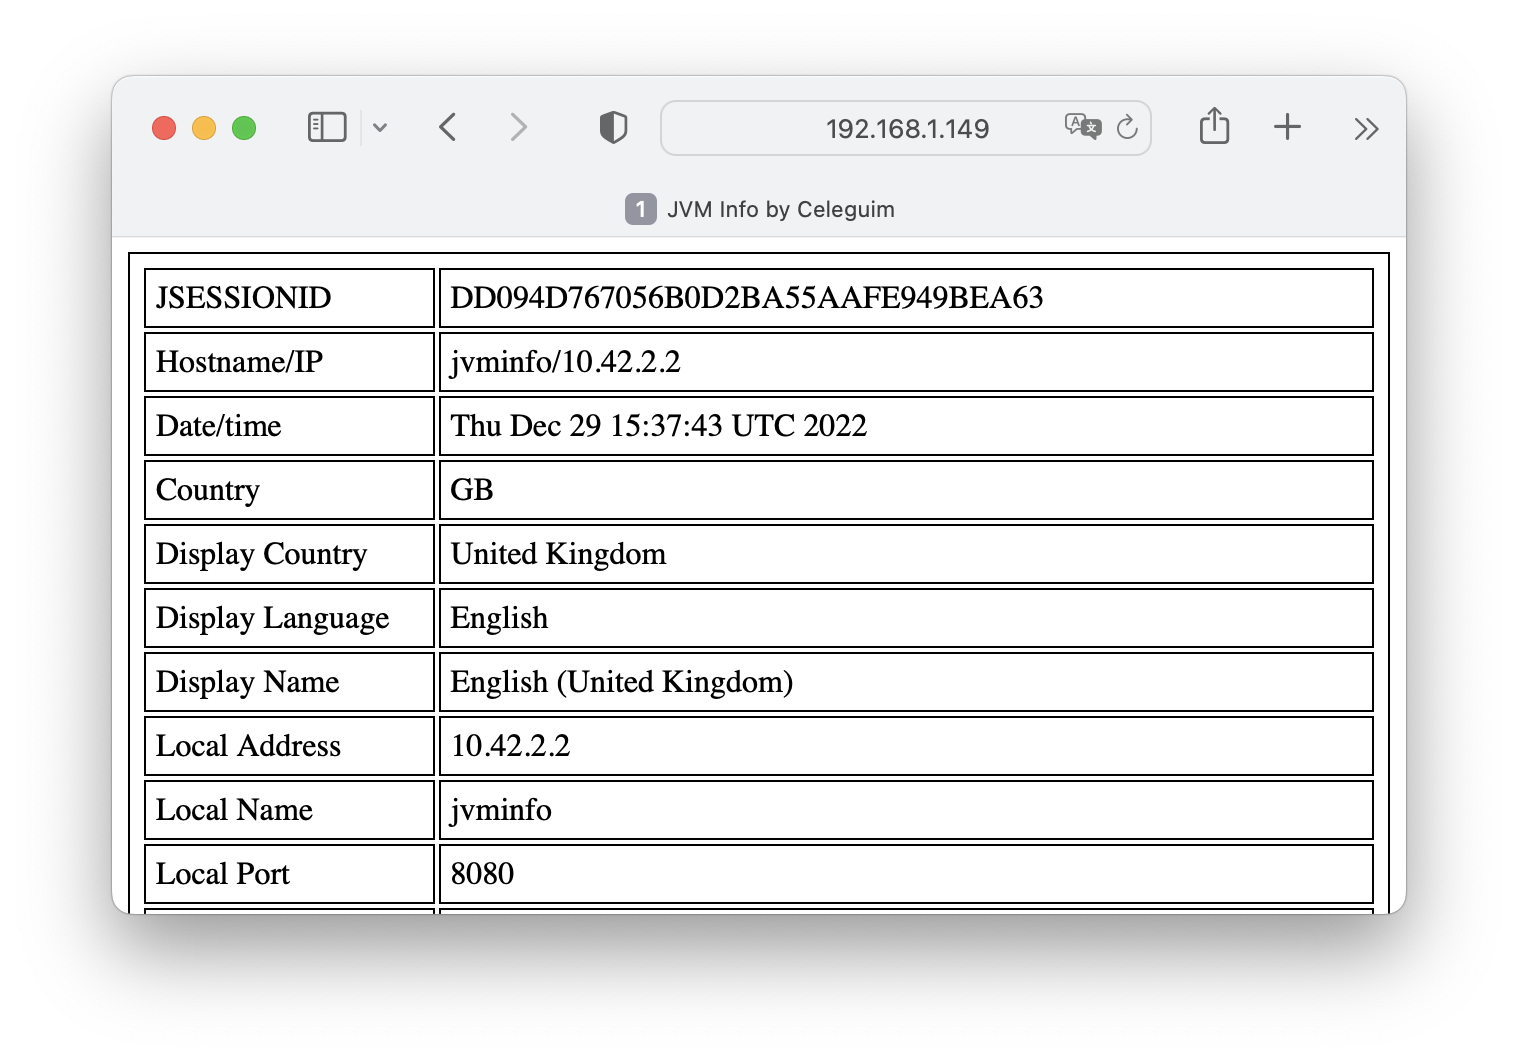 192.168.1.149
1 JVM Info by Celeguim
JSESSIONID DD094D767056B0D2BA55AAFE949BEA63
Hostname/IP jvminfo/10.42.2.2
Date/time Thu Dec 29 15:37:43 UTC 2022
Country GB
Display Country United Kingdom
Display Language English
Display Name English (United Kingdom)
Local Address 10.42.2.2
Local Name jvminfo
Local Port 8080